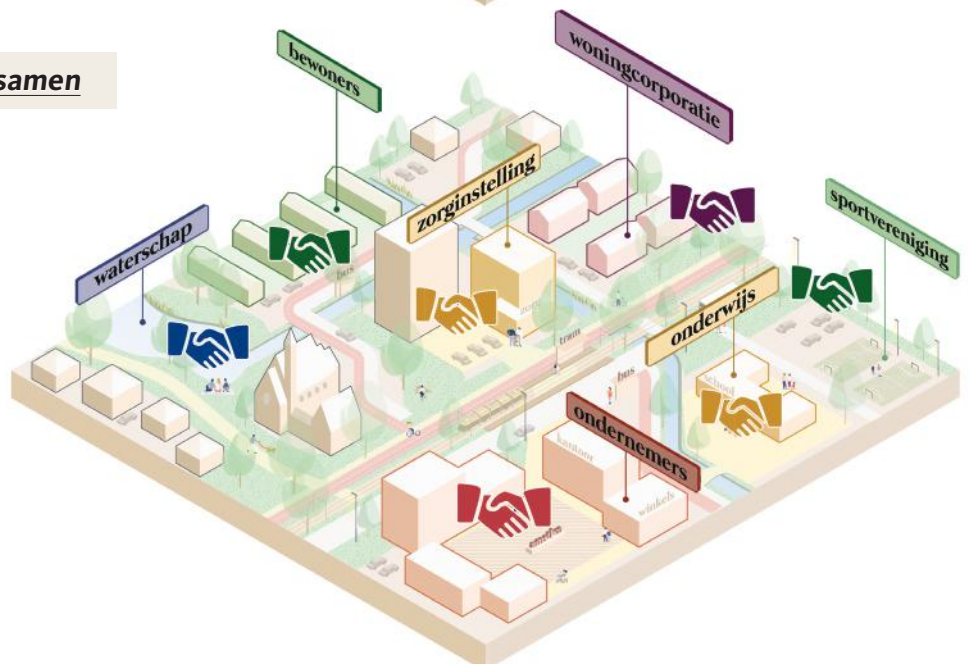 samen
bewoners
woningcorporatie
zorginstelling
sportvereniging
waterschap
bus
onderwijs
tram
bus
school
ondernemers
kantoor
winkels